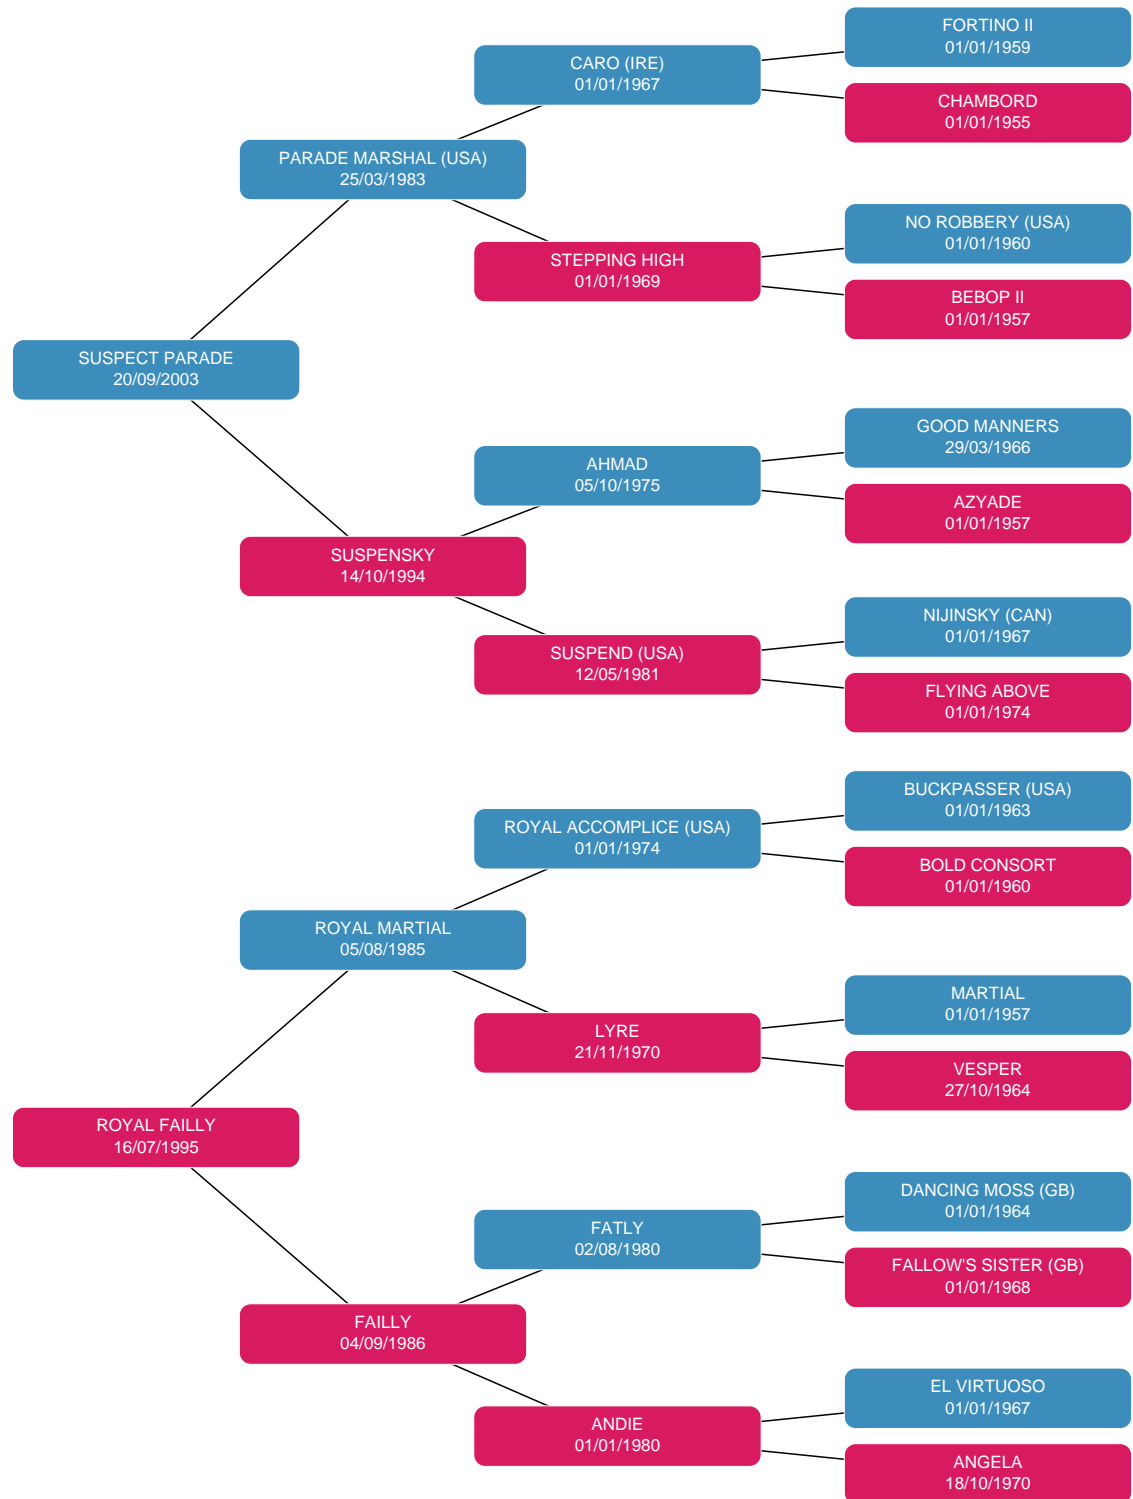 FORTINO II
01/01/1959
CARO (IRE)
01/01/1967
CHAMBORD
01/01/1955
PARADE MARSHAL (USA)
25/03/1983
NO ROBBERY (USA)
01/01/1960
STEPPING HIGH
01/01/1969
BEBOP II
01/01/1957
SUSPECT PARADE
20/09/2003
GOOD MANNERS
29/03/1966
AHMAD
05/10/1975
AZYADE
01/01/1957
SUSPENSKY
14/10/1994
NIJINSKY (CAN)
01/01/1967
SUSPEND (USA)
12/05/1981
FLYING ABOVE
01/01/1974
BUCKPASSER (USA)
01/01/1963
ROYAL ACCOMPLICE (USA)
01/01/1974
BOLD CONSORT
01/01/1960
ROYAL MARTIAL
05/08/1985
MARTIAL
01/01/1957
LYRE
21/11/1970
VESPER
27/10/1964
ROYAL FAILLY
16/07/1995
DANCING MOSS (GB)
01/01/1964
FATLY
02/08/1980
FALLOW'S SISTER (GB)
01/01/1968
FAILLY
04/09/1986
EL VIRTUOSO
01/01/1967
ANDIE
01/01/1980
ANGELA
18/10/1970